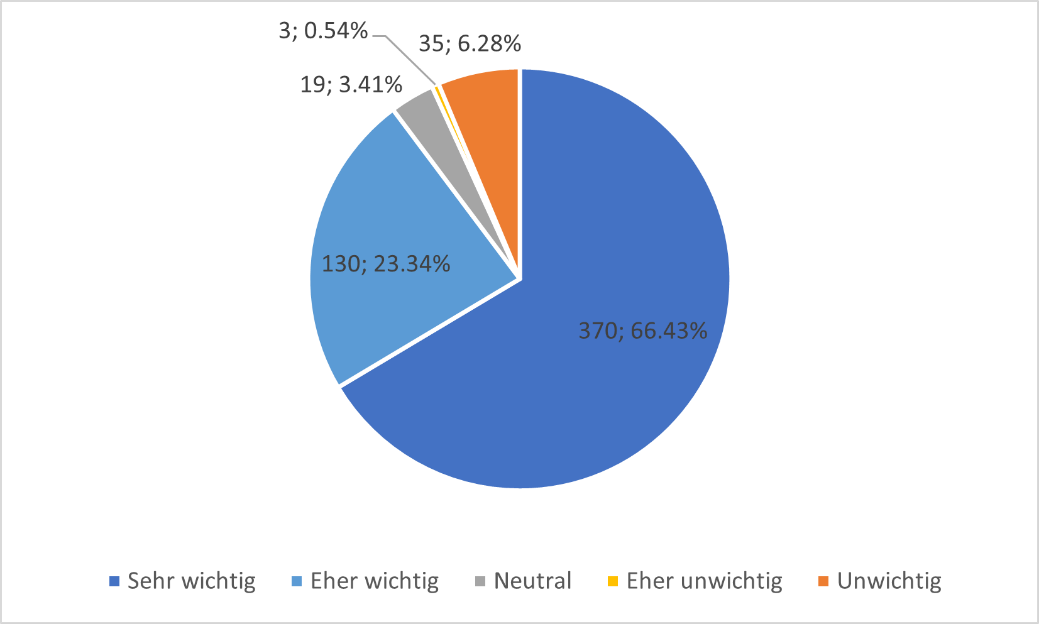 3; 0.54%
35; 6.28%
19; 3.41%
130; 23.34%
370; 66.43%
Sehr wichtig
Eher wichtig
Neutral
Eher unwichtig
Unwichtig